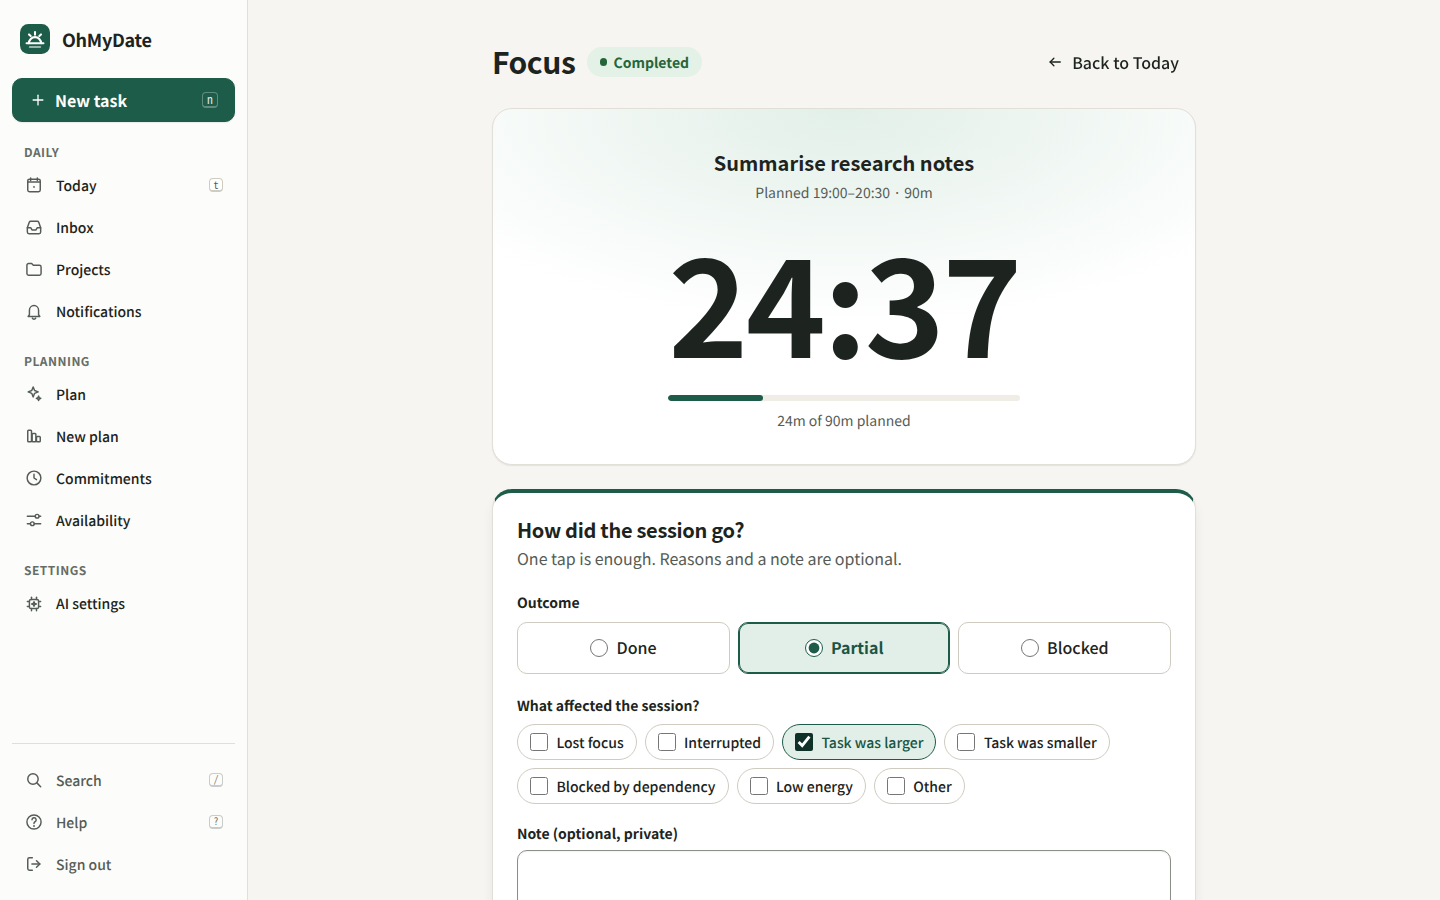 OhMyDate
New task n
DAILY
Today t
Inbox
Projects
Notifications
PLANNING
Plan
New plan
Commitments
Availability
SETTINGS
AI settings
Search /
Help ?
Sign out
Focus Completed
Back to Today
Summarise research notes
Planned 19:00–20:30 · 90m
24:37
24m of 90m planned
How did the session go?
One tap is enough. Reasons and a note are optional.
Outcome
Done Partial Blocked
What affected the session?
Lost focus Interrupted Task was larger Task was smaller
Blocked by dependency Low energy Other
Note (optional, private)